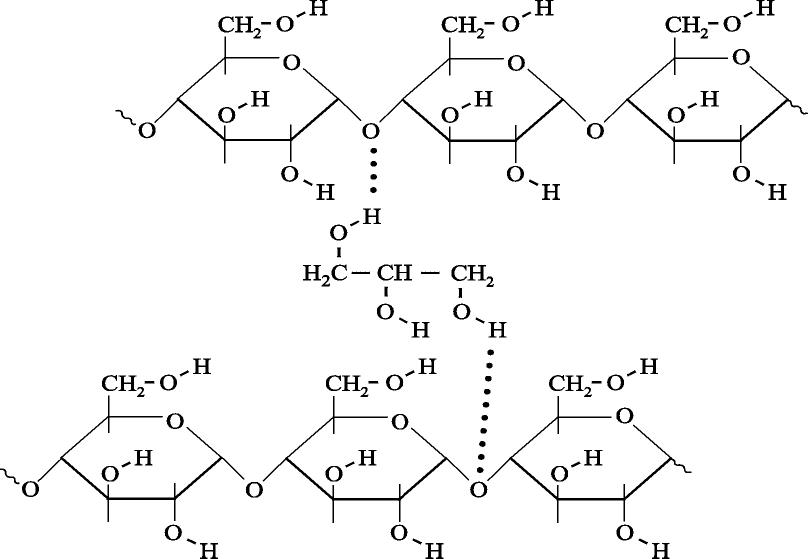 CH₂-O-H CH₂-O-H CH₂-O-H
O O O
O-H O-H O-H
O O O
O-H O-H O-H
H
O
H₂C — CH — CH₂
O O
H H
CH₂-O-H CH₂-O-H CH₂-O-H
O O O
O-H O-H O-H
O O O
O-H O-H O-H